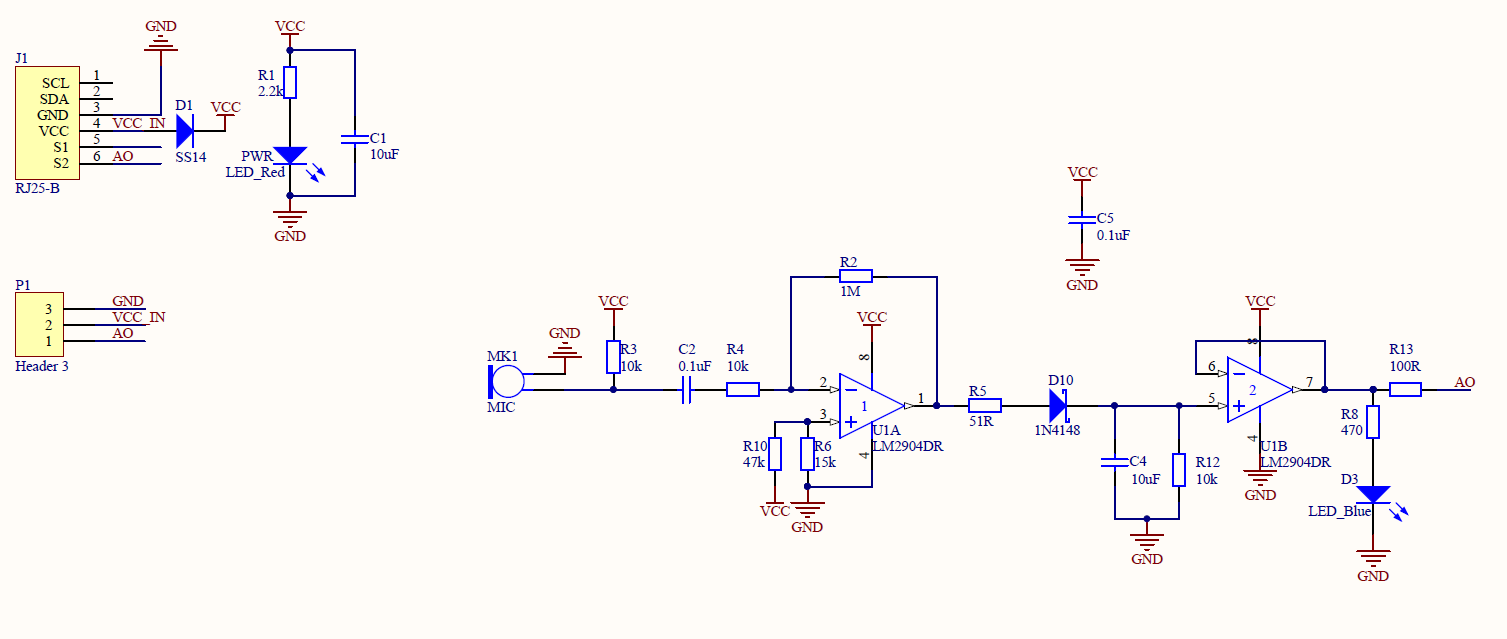 GND
VCC
J1
SCL 1
SDA 2
GND 3
VCC 4 VCC_IN
S1 5
S2 6 AO
RJ25-B
D1
VCC
SS14
R1
2.2k
PWR
LED_Red
C1
10uF
GND
VCC
C5
0.1uF
GND
P1
3 GND
2 VCC_IN
1 AO
Header 3
MK1
MIC
GND
VCC
R3
10k
C2
0.1uF
R4
10k
R2
1M
VCC
8
2
3
1
1
4
U1A
LM2904DR
R10
47k
R6
15k
VCC
GND
R5
51R
D10
1N4148
C4
10uF
R12
10k
GND
VCC
8
6
5
2
7
4
U1B
LM2904DR
GND
R13
100R
AO
R8
470
D3
LED_Blue
GND